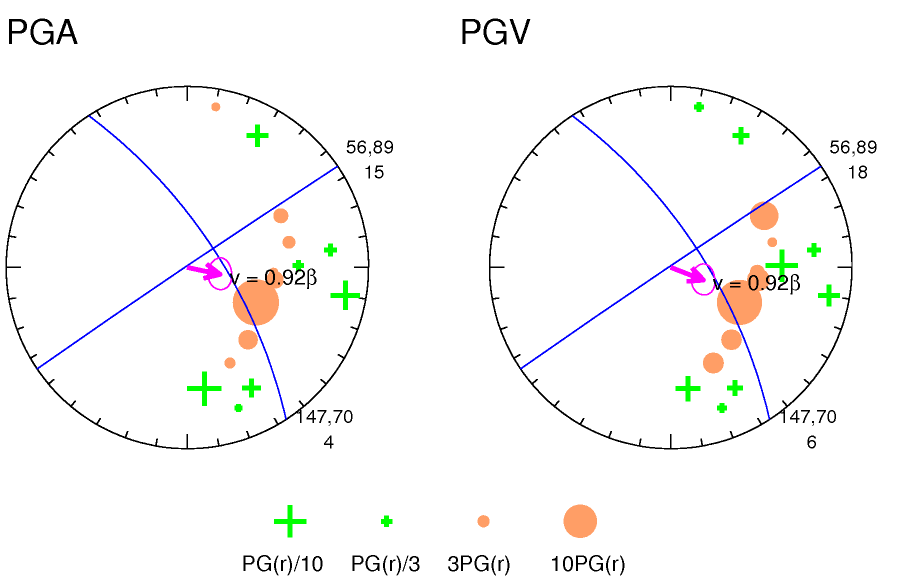 PGA
PGV
56,89
15
v = 0.92β
147,70
4
56,89
18
v = 0.92β
147,70
6
PG(r)/10
PG(r)/3
3PG(r)
10PG(r)